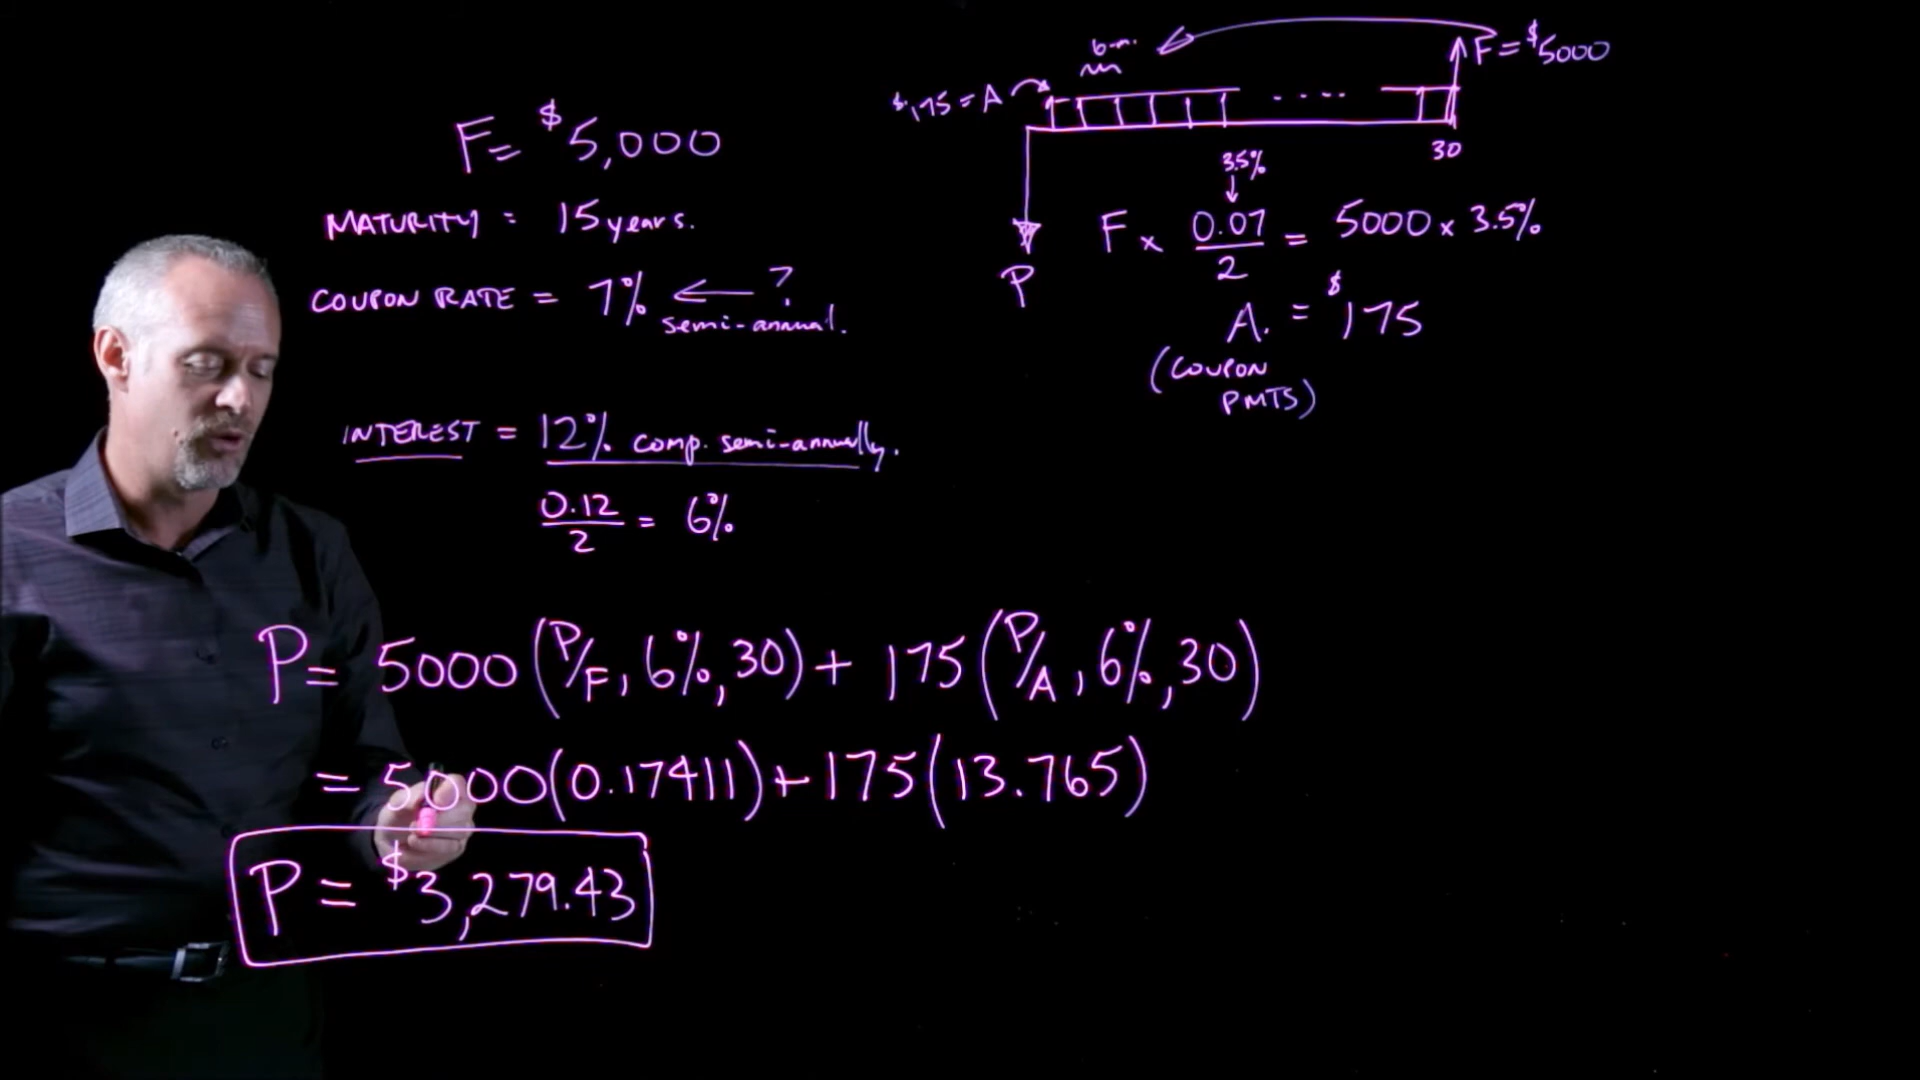 F = $5,000
MATURITY = 15 years.
COUPON RATE = 7% ← ?
semi-annual.
INTEREST = 12% comp. semi-annually.
0.12
2
= 6%
6-m.
$175 = A
F = $5000
30
P
3.5%
↓
F x 0.07 = 5000 x 3.5%
2
A. = $175
(COUPON
PMTS)
P = 5000 (P/F, 6%, 30) + 175 (P/A, 6%, 30)
= 5000(0.17411) + 175(13.765)
P = $3,279.43